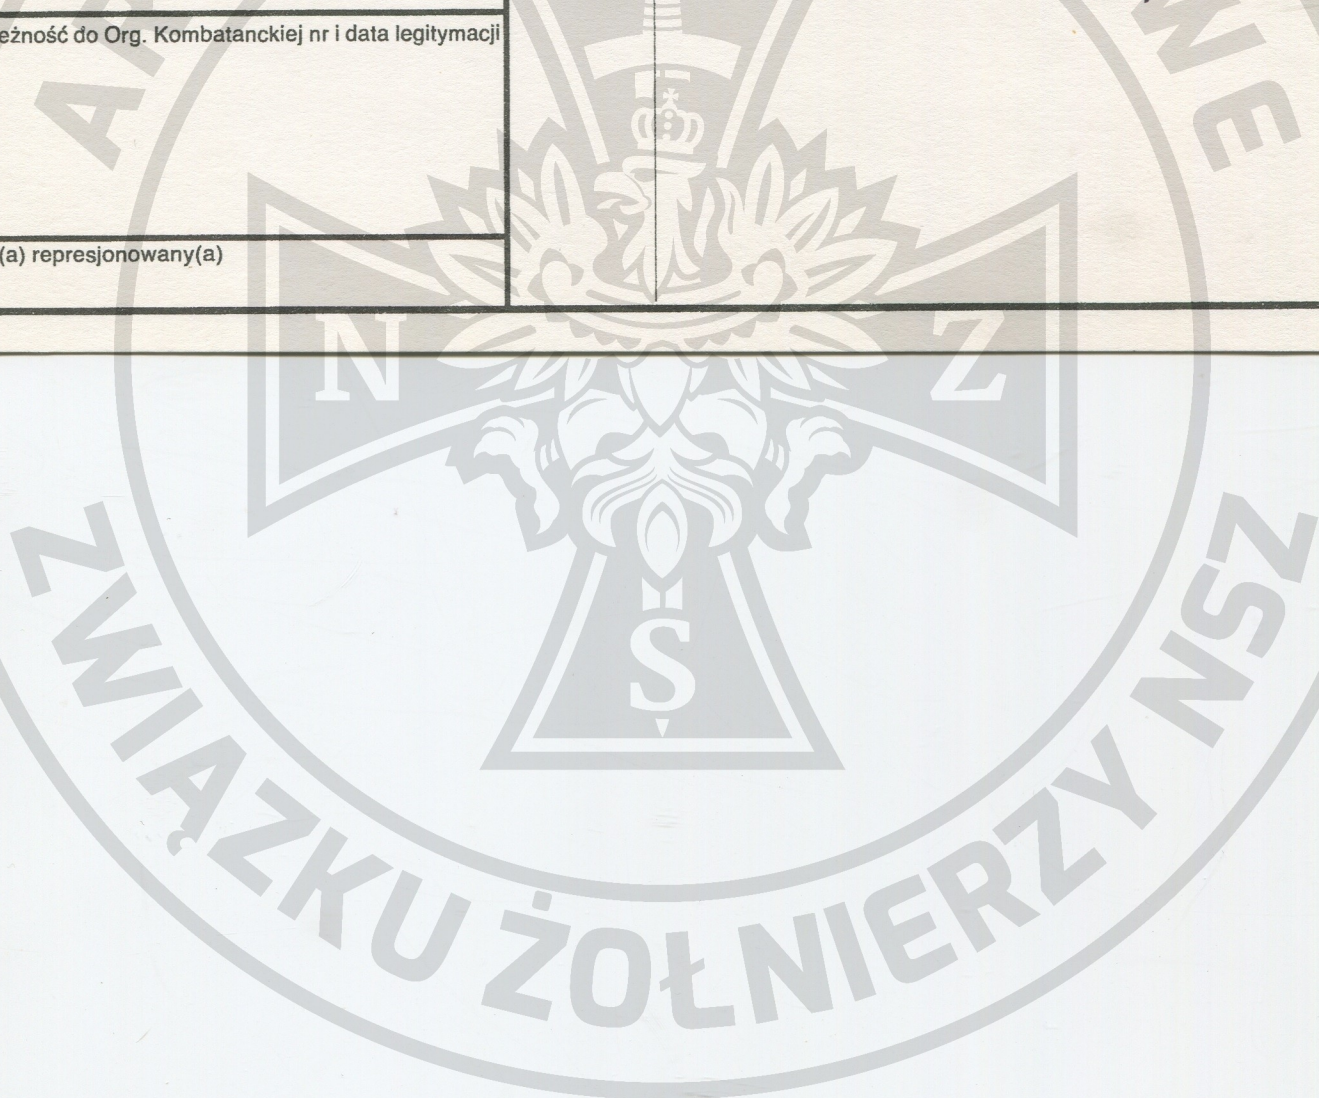 eżność do Org. Kombatanckiej nr i data legitymacji
(a) represjonowany(a)
N Z
S
ZWIĄZKU ŻOŁNIERZY NSZ